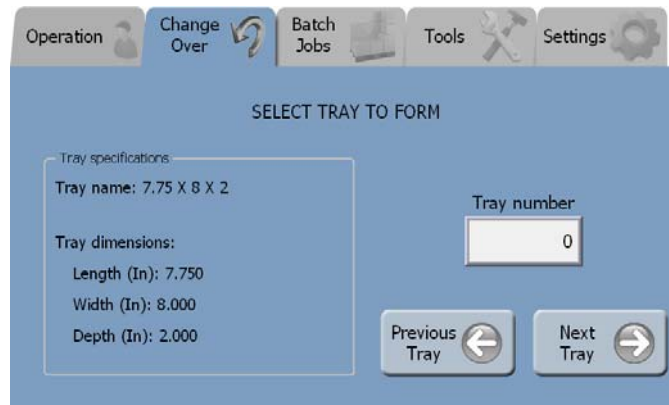 Operation
Change
Over
Batch
Jobs
Tools
Settings
SELECT TRAY TO FORM
Tray specifications
Tray name: 7.75 X 8 X 2
Tray dimensions:
Length (In): 7.750
Width (In): 8.000
Depth (In): 2.000
Tray number
0
Previous
Tray
Next
Tray